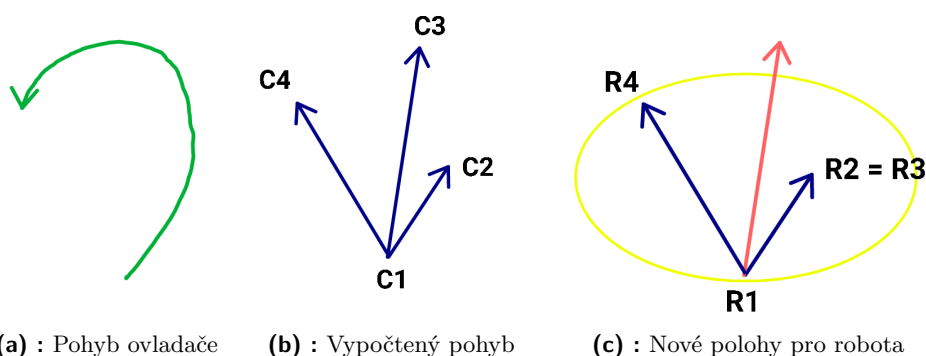 C3
C4
C2
C1
R4
R2 = R3
R1
(a) : Pohyb ovladače
(b) : Vypočtený pohyb
(c) : Nové polohy pro robota